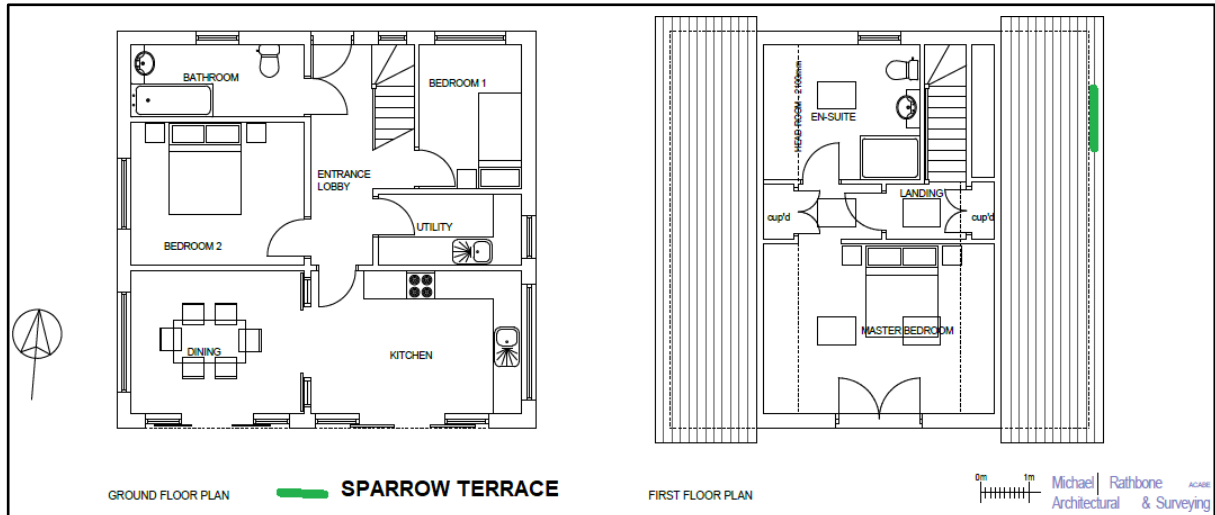 BATHROOM
BEDROOM 1
ENTRANCE
LOBBY
UTILITY
BEDROOM 2
DINING
KITCHEN
HEAD ROOM - 2100mm
EN-SUITE
LANDING
cup'd
cup'd
MASTER BEDROOM
GROUND FLOOR PLAN
SPARROW TERRACE
FIRST FLOOR PLAN
0m 1m
Michael Rathbone ACABE
Architectural & Surveying